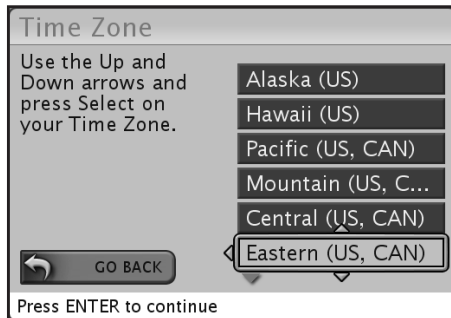 Time Zone
Use the Up and
Down arrows and
press Select on
your Time Zone.
Alaska (US)
Hawaii (US)
Pacific (US, CAN)
Mountain (US, C...
Central (US, CAN)
Eastern (US, CAN)
GO BACK
Press ENTER to continue